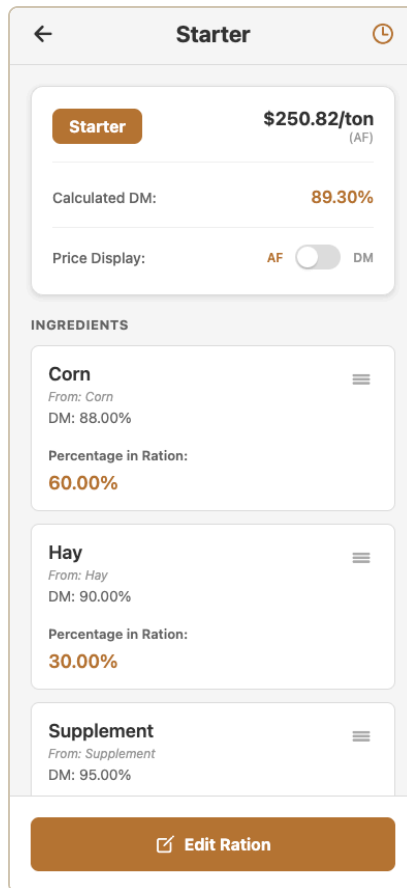 Starter
Starter
$250.82/ton
(AF)
Calculated DM:
89.30%
Price Display:
AF
DM
INGREDIENTS
Corn
From: Corn
DM: 88.00%
Percentage in Ration:
60.00%
Hay
From: Hay
DM: 90.00%
Percentage in Ration:
30.00%
Supplement
From: Supplement
DM: 95.00%
Edit Ration